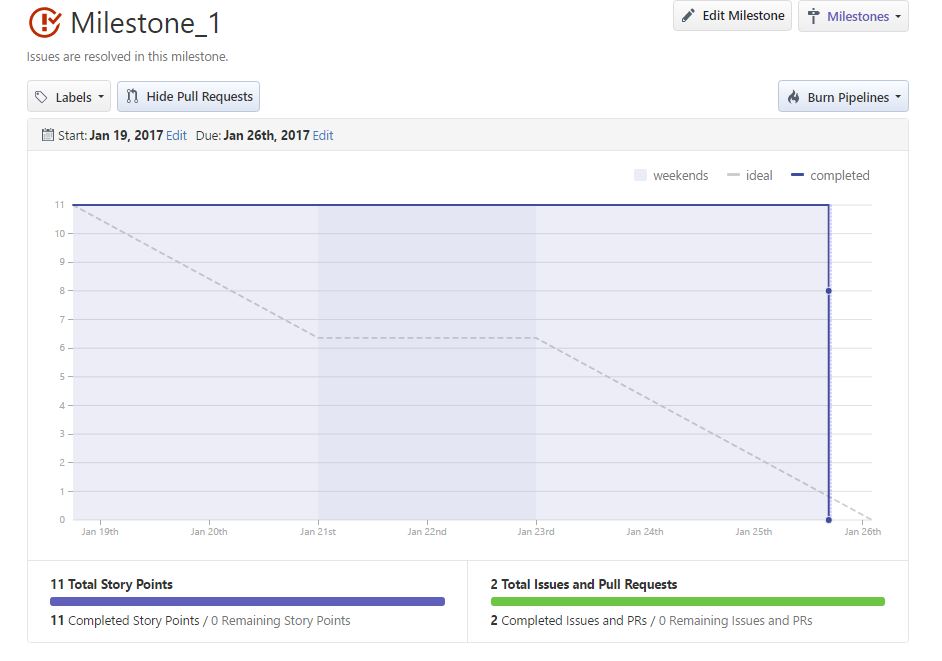 Milestone_1
Edit Milestone
Milestones
Issues are resolved in this milestone.
Labels
Hide Pull Requests
Burn Pipelines
Start: Jan 19, 2017 Edit Due: Jan 26th, 2017 Edit
weekends ideal completed
11
10
9
8
7
6
5
4
3
2
1
0
Jan 19th Jan 20th Jan 21st Jan 22nd Jan 23rd Jan 24th Jan 25th Jan 26th
11 Total Story Points
11 Completed Story Points / 0 Remaining Story Points
2 Total Issues and Pull Requests
2 Completed Issues and PRs / 0 Remaining Issues and PRs